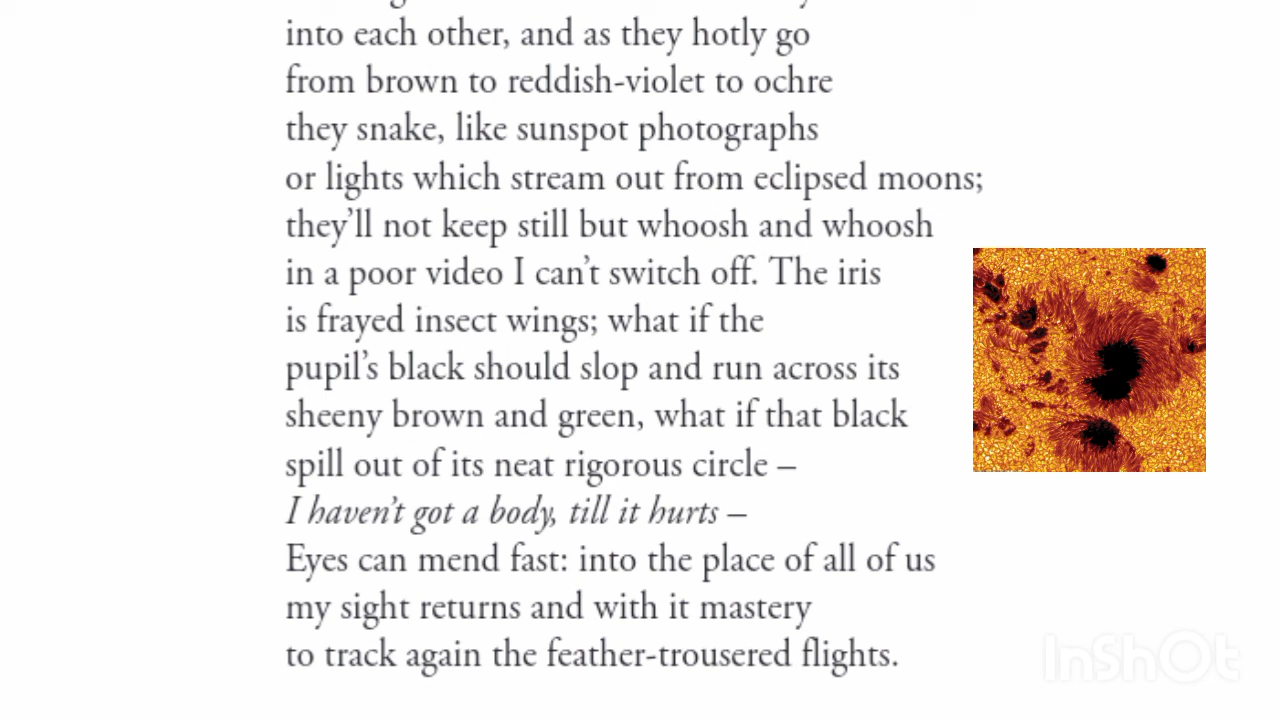 into each other, and as they hotly go
from brown to reddish-violet to ochre
they snake, like sunspot photographs
or lights which stream out from eclipsed moons;
they’ll not keep still but whoosh and whoosh
in a poor video I can’t switch off. The iris
is frayed insect wings; what if the
pupil’s black should slop and run across its
sheeny brown and green, what if that black
spill out of its neat rigorous circle –
I haven’t got a body, till it hurts –
Eyes can mend fast: into the place of all of us
my sight returns and with it mastery
to track again the feather-trousered flights.
InShOt